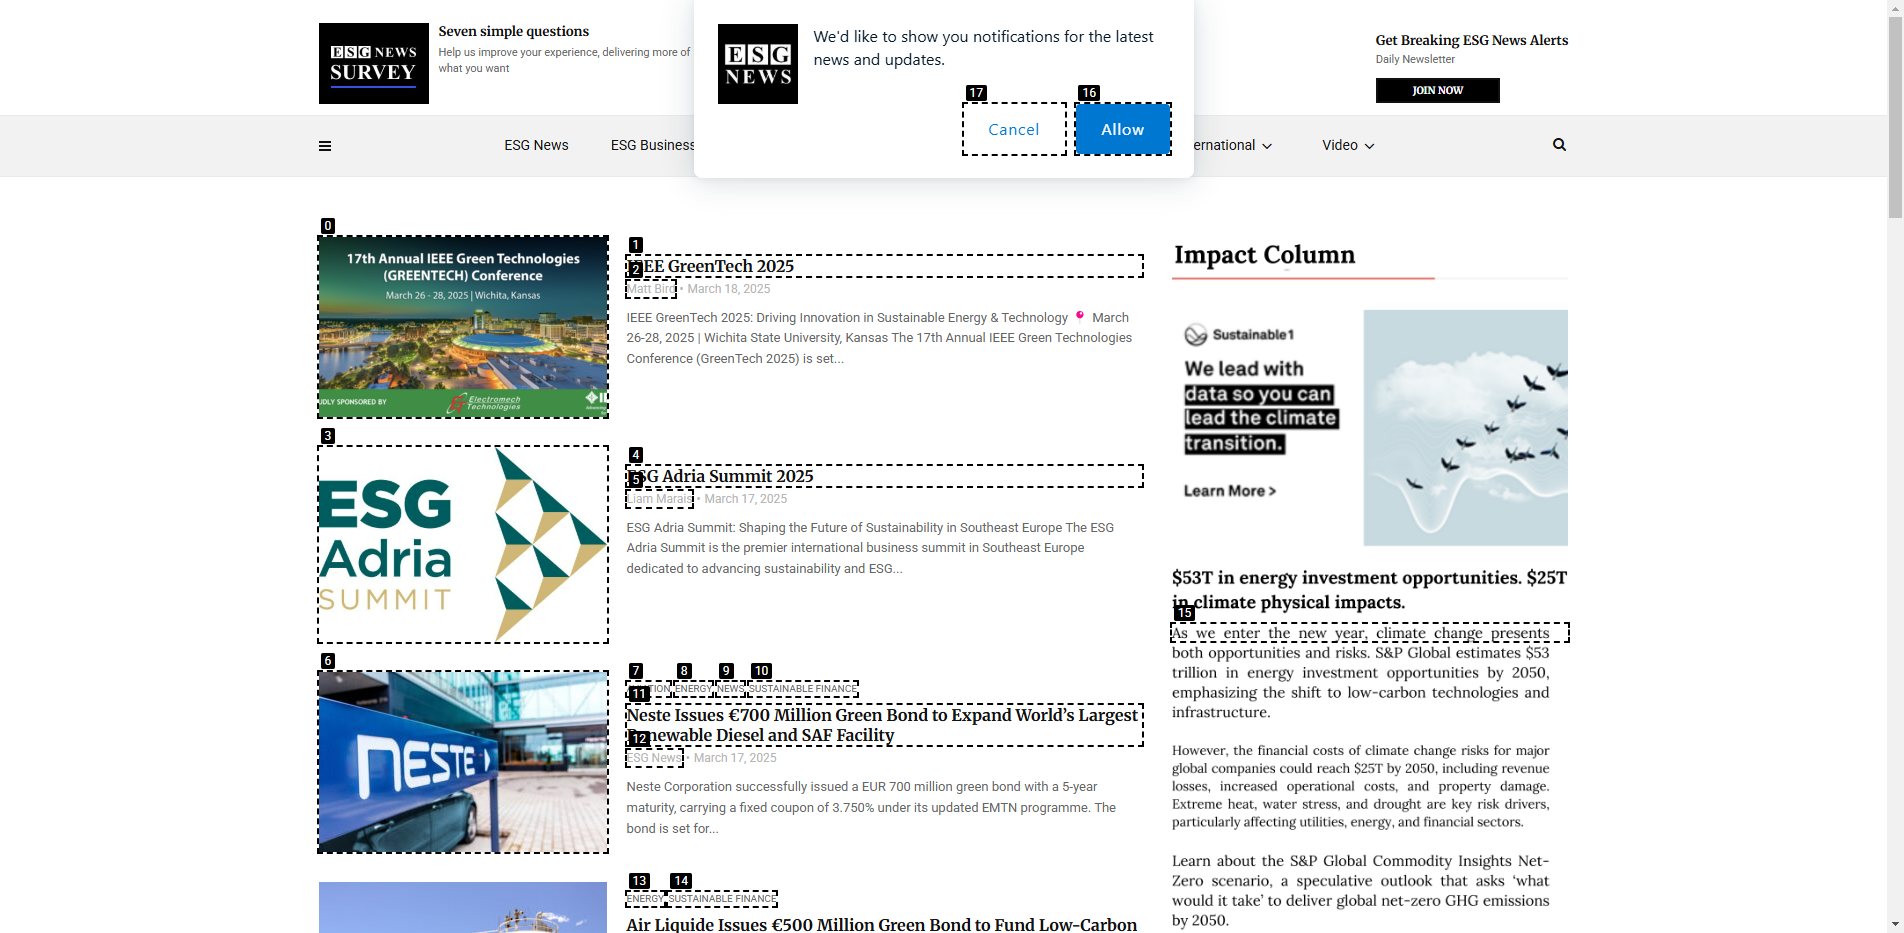 ESG NEWS
SURVEY
Seven simple questions
Help us improve your experience, delivering more of
what you want
ESG
NEWS
We'd like to show you notifications for the latest
news and updates.
17
16
Cancel
Allow
Get Breaking ESG News Alerts
Daily Newsletter
JOIN NOW
ESG News
ESG Business
ernational
Video
0
17th Annual IEEE Green Technologies
(GREENTECH) Conference
March 26 - 28, 2025 | Wichita, Kansas
DLY SPONSORED BY
Electromech
Technologies
1
EE GreenTech 2025
2
Matt Bird • March 18, 2025
IEEE GreenTech 2025: Driving Innovation in Sustainable Energy & Technology 📍 March
26-28, 2025 | Wichita State University, Kansas The 17th Annual IEEE Green Technologies
Conference (GreenTech 2025) is set...
3
ESG
Adria
SUMMIT
4
ESG Adria Summit 2025
5
Liam Marais • March 17, 2025
ESG Adria Summit: Shaping the Future of Sustainability in Southeast Europe The ESG
Adria Summit is the premier international business summit in Southeast Europe
dedicated to advancing sustainability and ESG...
6
NESTE
7
8
9
10
TION
ENERGY
NEWS
SUSTAINABLE FINANCE
11
Neste Issues €700 Million Green Bond to Expand World's Largest
Renewable Diesel and SAF Facility
12
ESG News • March 17, 2025
Neste Corporation successfully issued a EUR 700 million green bond with a 5-year
maturity, carrying a fixed coupon of 3.750% under its updated EMTN programme. The
bond is set for...
13
14
ENERGY
SUSTAINABLE FINANCE
Air Liquide Issues €500 Million Green Bond to Fund Low-Carbon
Impact Column
Sustainable1
We lead with
data so you can
lead the climate
transition.
Learn More >
$53T in energy investment opportunities. $25T
in climate physical impacts.
15
As we enter the new year, climate change presents
both opportunities and risks. S&P Global estimates $53
trillion in energy investment opportunities by 2050,
emphasizing the shift to low-carbon technologies and
infrastructure.
However, the financial costs of climate change risks for major
global companies could reach $25T by 2050, including revenue
losses, increased operational costs, and property damage.
Extreme heat, water stress, and drought are key risk drivers,
particularly affecting utilities, energy, and financial sectors.
Learn about the S&P Global Commodity Insights Net-
Zero scenario, a speculative outlook that asks ‘what
would it take’ to deliver global net-zero GHG emissions
by 2050.